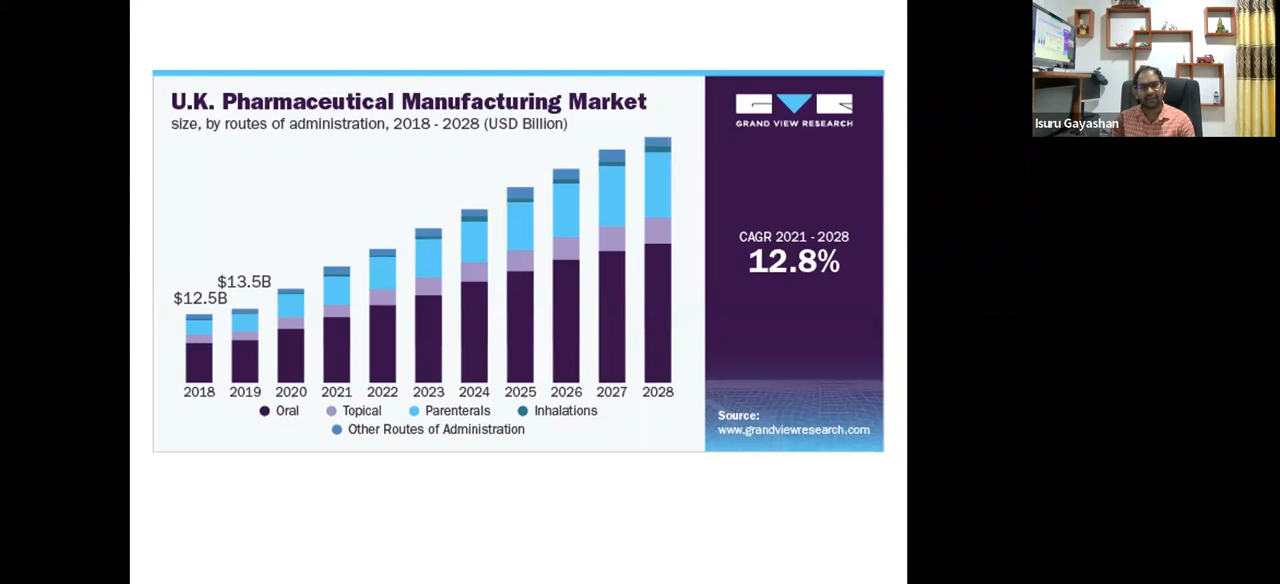 U.K. Pharmaceutical Manufacturing Market
size, by routes of administration, 2018 - 2028 (USD Billion)
$12.5B
$13.5B
2018 2019 2020 2021 2022 2023 2024 2025 2026 2027 2028
Oral Topical Parenterals Inhalations
Other Routes of Administration
GRAND VIEW RESEARCH
CAGR 2021 - 2028
12.8%
Source:
www.grandviewresearch.com
Isuru Gayashan